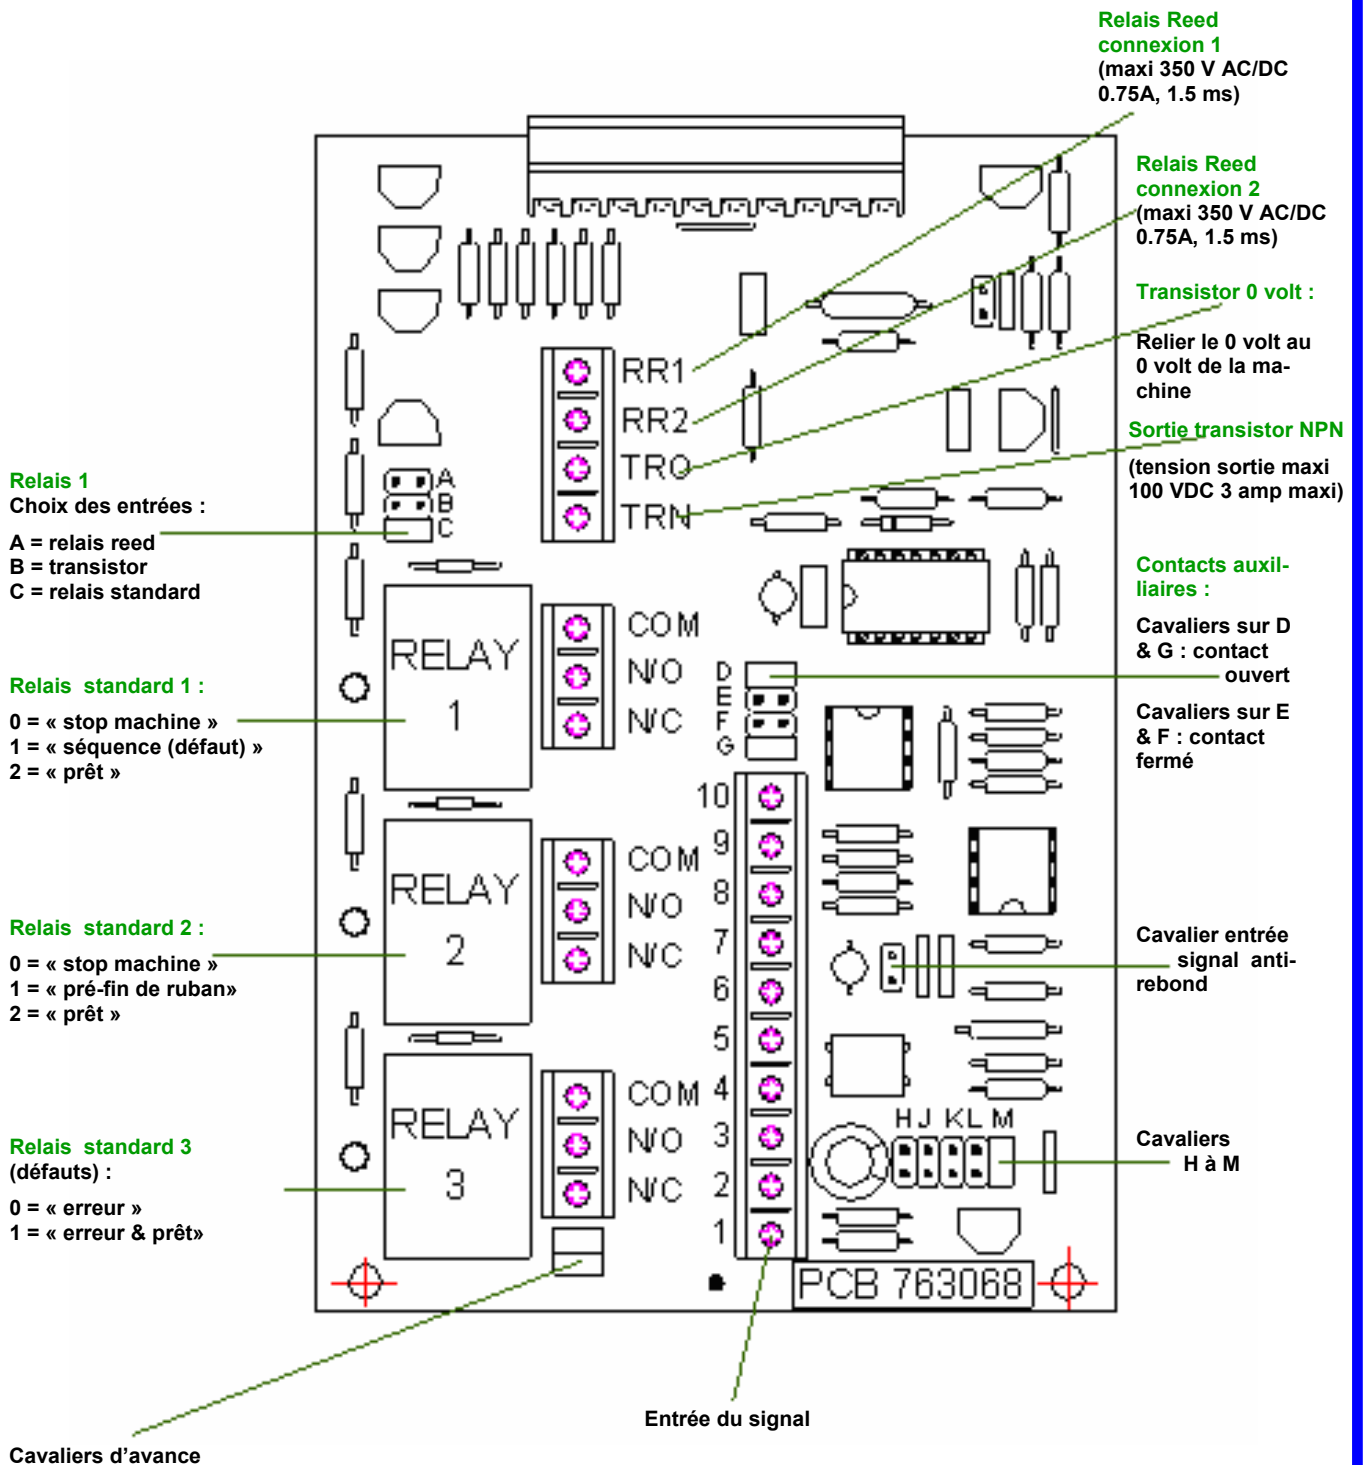 Relais Reed
connexion 1
(maxi 350 V AC/DC
0.75A, 1.5 ms)
Relais Reed
connexion 2
(maxi 350 V AC/DC
0.75A, 1.5 ms)
Transistor 0 volt :
Relier le 0 volt au
0 volt de la ma-
chine
Sortie transistor NPN
(tension sortie maxi
100 VDC 3 amp maxi)
Contacts auxil-
liaires :
Cavaliers sur D
& G : contact
ouvert
Cavaliers sur E
& F : contact
fermé
Cavalier entrée
signal anti-
rebond
Cavaliers
H à M
Relais 1
Choix des entrées :
A = relais reed
B = transistor
C = relais standard
Relais standard 1 :
0 = « stop machine »
1 = « séquence (défaut) »
2 = « prêt »
Relais standard 2 :
0 = « stop machine »
1 = « pré-fin de ruban»
2 = « prêt »
Relais standard 3
(défauts) :
0 = « erreur »
1 = « erreur & prêt»
Cavaliers d’avance
Entrée du signal
RR1
RR2
TRO
TRN
A
B
C
RELAY
1
COM
N/O
N/C
D
E
F
G
RELAY
2
COM
N/O
N/C
RELAY
3
COM
N/O
N/C
10
9
8
7
6
5
4
3
2
1
H J K L M
PCB 763068